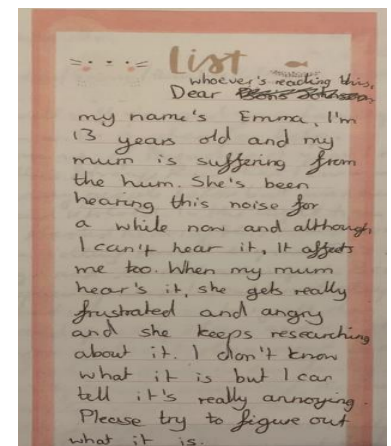 List
whoever's reading this,
Dear Boris Johnson
my name's Emma, I'm
13 years old and my
mum is suffering from
the hum. She's been
hearing this noise for
a while now and although
I can't hear it, It affects
me too. When my mum
hear's it, she gets really
frustrated and angry
and she keeps researching
about it. I don't know
what it is but I can
tell it's really annoying.
Please try to figure out
what it is.